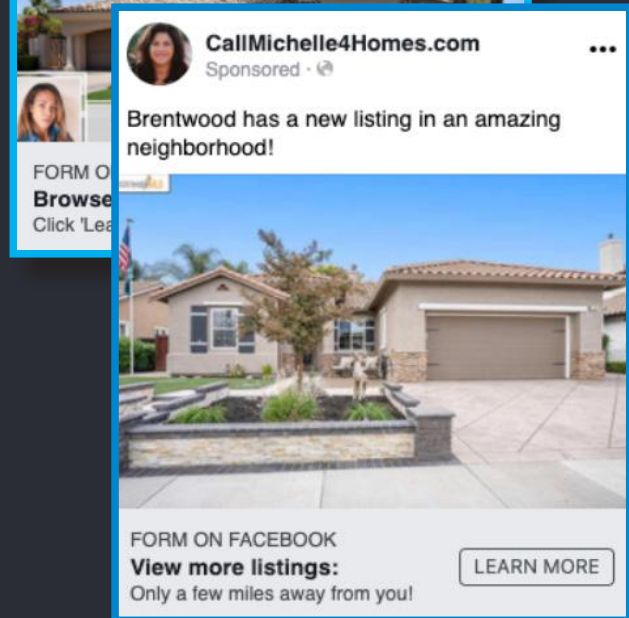 CallMichelle4Homes.com
Sponsored ·
Brentwood has a new listing in an amazing
neighborhood!
FORM O
Browse
Click 'Lea
FORM ON FACEBOOK
View more listings:
Only a few miles away from you!
LEARN MORE